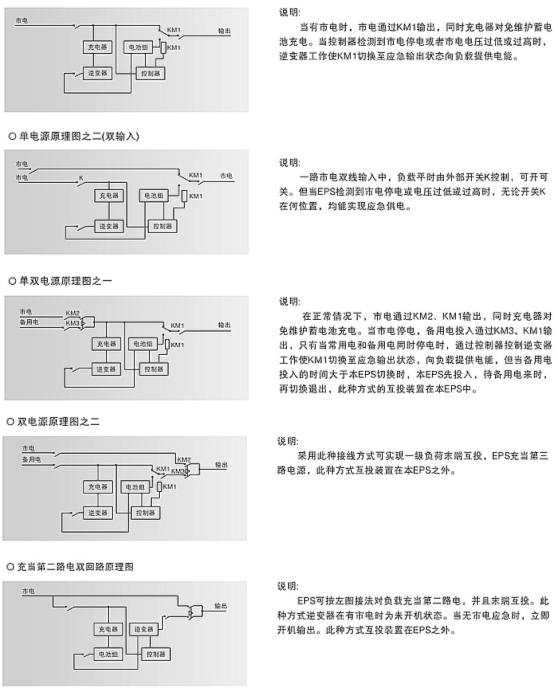 市电
KM1
输出
充电器
电池组
KM1
逆变器
控制器
说明:
当有市电时，市电通过KM1输出，同时充电器对免维护蓄电
池充电。当控制器检测到市电停电或者市电电压过低或过高时，
逆变器工作使KM1切换至应急输出状态向负载提供电能。
单电源原理图之二(双输入)
市电
市电
K
KM1
市电
充电器
电池组
KM1
逆变器
控制器
说明:
一路市电双线输入中，负载平时由外部开关K控制，可开可
关。但当EPS检测到市电停电或电压过低或过高时，无论开关K
在何位置，均能实现应急供电。
单双电源原理图之一
市电
KM2
备用电
KM3
KM1
输出
充电器
电池组
KM1
逆变器
控制器
说明:
在正常情况下，市电通过KM2、KM1输出，同时充电器对
免维护蓄电池充电。当市电停电，备用电投入通过KM3、KM1输
出，只有当常用电和备用电同时停电时，通过控制器控制逆变器
工作使KM1切换至应急输出状态，向负载提供电能，但当备用电
投入的时间大于本EPS切换时，本EPS先投入，待备用电来时，
再切换退出，此种方式的互投装置在本EPS中。
双电源原理图之二
市电
备用电
KM2
输出
KM1
KM3
充电器
电池组
KM1
逆变器
控制器
说明:
采用此种接线方式可实现一级负荷末端互投，EPS充当第三
路电源，此种方式互投装置在本EPS之外。
充当第二路电双回路原理图
市电
输出
充电器
逆变器
电池组
控制器
说明:
EPS可按左图接法对负载充当第二路电，并且末端互投。此
种方式逆变器在有市电时为未开机状态。当无市电应急时，立即
开机输出。此种方式互投装置在EPS之外。